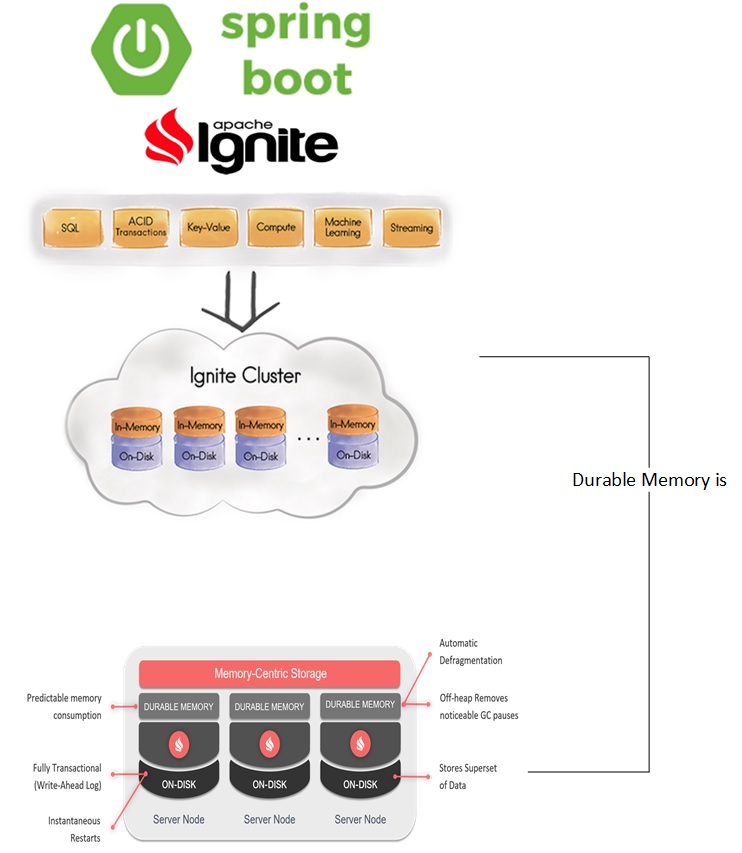 spring
boot
apache
Ignite
SQL
ACID
Transactions
Key-Value
Compute
Machine
Learning
Streaming
Ignite Cluster
In-Memory
In-Memory
In-Memory
...
In-Memory
On-Disk
On-Disk
On-Disk
On-Disk
Durable Memory is
Automatic
Defragmentation
Memory-Centric Storage
Predictable memory
consumption
DURABLE MEMORY
DURABLE MEMORY
DURABLE MEMORY
Off-heap Removes
noticeable GC pauses
Fully Transactional
(Write-Ahead Log)
ON-DISK
ON-DISK
ON-DISK
Stores Superset
of Data
Instantaneous
Restarts
Server Node
Server Node
Server Node